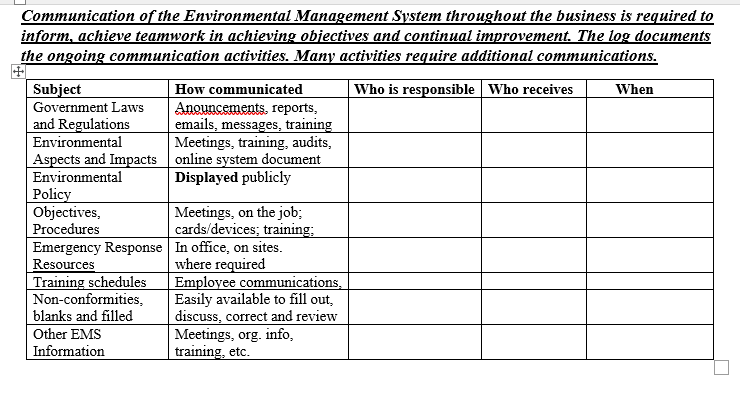 Communication of the Environmental Management System throughout the business is required to
inform, achieve teamwork in achieving objectives and continual improvement. The log documents
the ongoing communication activities. Many activities require additional communications.
Subject How communicated Who is responsible Who receives When
Government Laws Anouncements, reports,
and Regulations emails, messages, training
Environmental Meetings, training, audits,
Aspects and Impacts online system document
Environmental Displayed publicly
Policy
Objectives, Meetings, on the job;
Procedures cards/devices; training;
Emergency Response In office, on sites.
Resources where required
Training schedules Employee communications,
Non-conformities, Easily available to fill out,
blanks and filled discuss, correct and review
Other EMS Meetings, org. info,
Information training, etc.